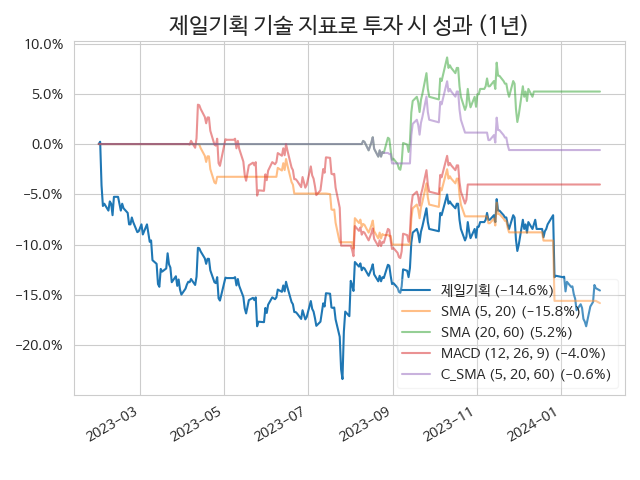 제일기획 기술 지표로 투자 시 성과 (1년)
10.0%
5.0%
0.0%
−5.0%
−10.0%
−15.0%
−20.0%
제일기획 (−14.6%)
SMA (5, 20) (−15.8%)
SMA (20, 60) (5.2%)
MACD (12, 26, 9) (−4.0%)
C_SMA (5, 20, 60) (−0.6%)
2023−03
2023−05
2023−07
2023−09
2023−11
2024−01